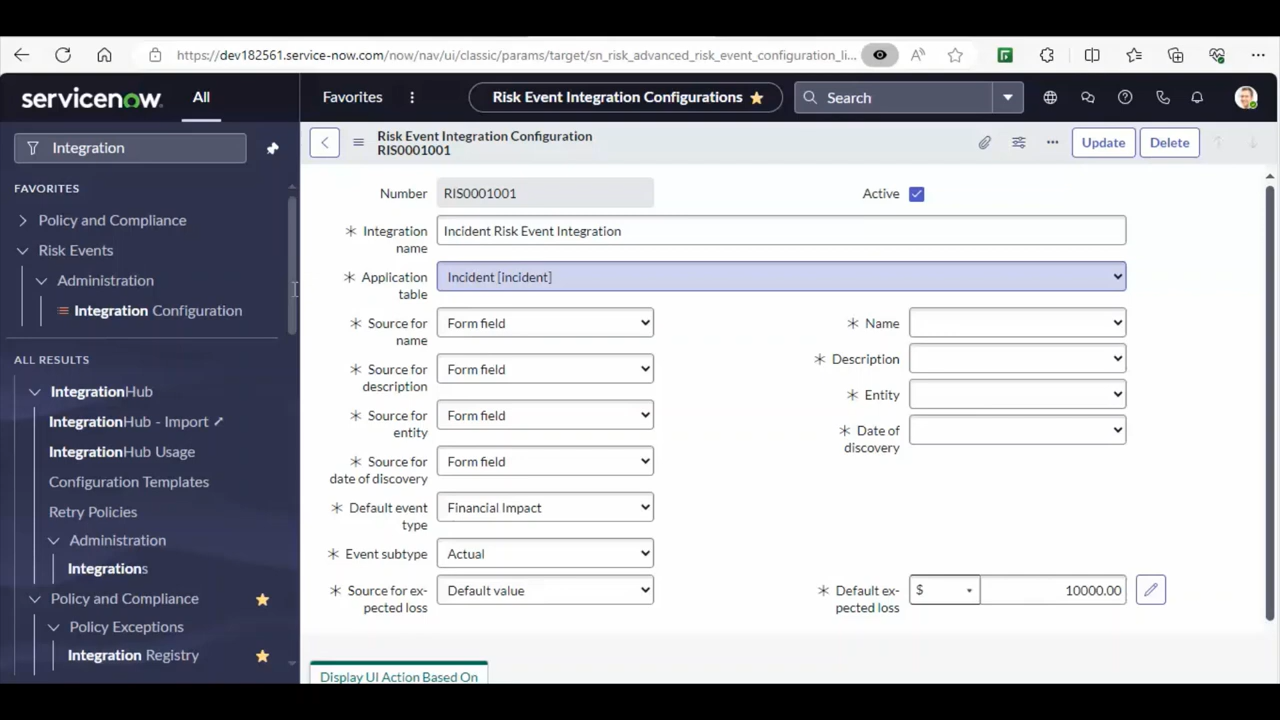 https://dev182561.service-now.com/now/nav/ui/classic/params/target/sn_risk_advanced_risk_event_configuration_li...
servicenow
All
Favorites
Risk Event Integration Configurations
Search
Integration
FAVORITES
Policy and Compliance
Risk Events
Administration
Integration Configuration
ALL RESULTS
IntegrationHub
IntegrationHub - Import
IntegrationHub Usage
Configuration Templates
Retry Policies
Administration
Integrations
Policy and Compliance
Policy Exceptions
Integration Registry
Risk Event Integration Configuration
RIS0001001
Update
Delete
Number
RIS0001001
Active
Integration
name
Incident Risk Event Integration
Application
table
Incident [incident]
Source for
name
Form field
Name
Source for
description
Form field
Description
Source for
entity
Form field
Entity
Source for
date of discovery
Form field
Date of
discovery
Default event
type
Financial Impact
Event subtype
Actual
Source for ex-
pected loss
Default value
Default ex-
pected loss
$
10000.00
Display UI Action Based On